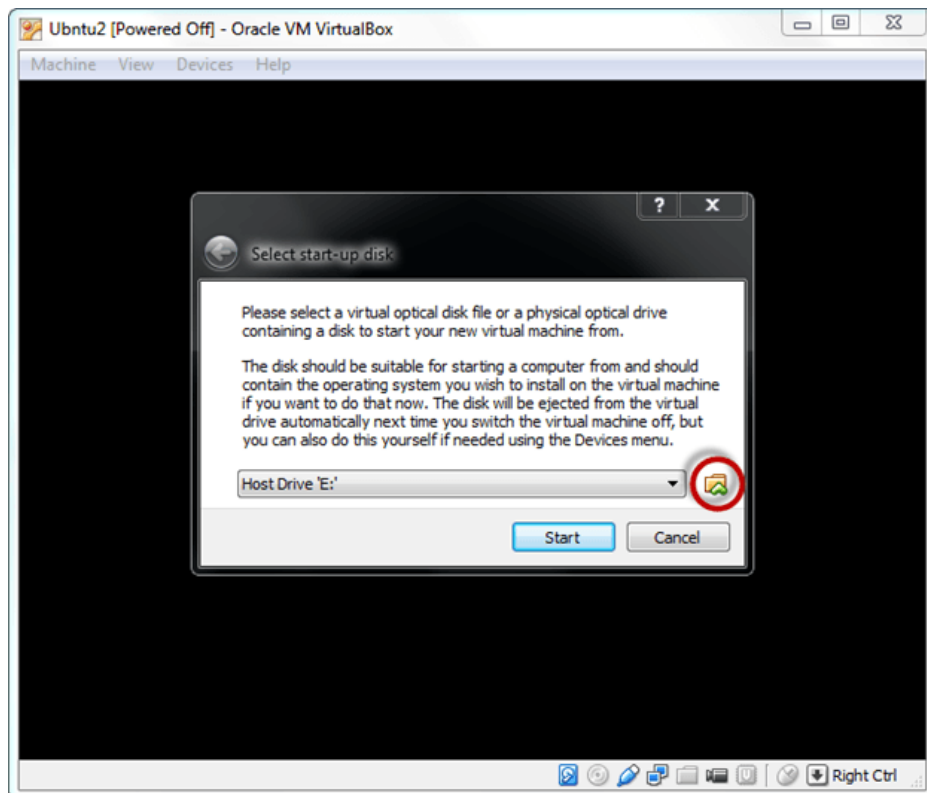 Ubntu2 [Powered Off] - Oracle VM VirtualBox
Machine View Devices Help
?
Select start-up disk
Please select a virtual optical disk file or a physical optical drive
containing a disk to start your new virtual machine from.
The disk should be suitable for starting a computer from and should
contain the operating system you wish to install on the virtual machine
if you want to do that now. The disk will be ejected from the virtual
drive automatically next time you switch the virtual machine off, but
you can also do this yourself if needed using the Devices menu.
Host Drive 'E:'
Start Cancel
Right Ctrl